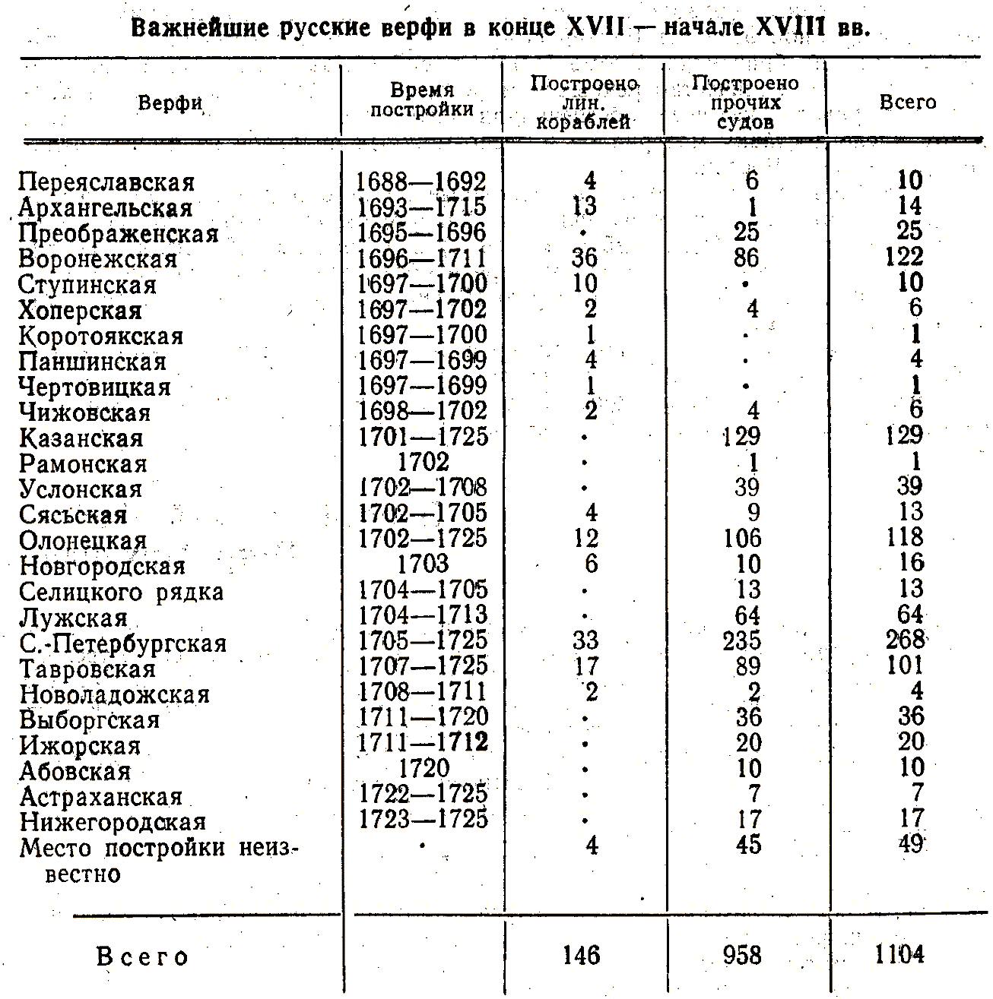 Важнейшие русские верфи в конце XVII — начале XVIII вв.
Верфи Время постройки Построено лин. кораблей Построено прочих судов Всего
Переяславская 1688—1692 4 6 10
Архангельская 1693—1715 13 1 14
Преображенская 1695—1696 . 25 25
Воронежская 1696—1711 36 86 122
Ступинская 1697—1700 10 . 10
Хоперская 1697—1702 2 4 6
Коротоякская 1697—1700 1 . 1
Паншинская 1697—1699 4 . 4
Чертовицкая 1697—1699 1 . 1
Чижовская 1698—1702 2 4 6
Казанская 1701—1725 . 129 129
Рамонская 1702 . 1 1
Услонская 1702—1708 . 39 39
Сясьская 1702—1705 4 9 13
Олонецкая 1702—1725 12 106 118
Новгородская 1703 6 10 16
Селицкого рядка 1704—1705 . 13 13
Лужская 1704—1713 . 64 64
С.-Петербургская 1705—1725 33 235 268
Тавровская 1707—1725 17 89 101
Новоладожская 1708—1711 2 2 4
Выборгская 1711—1720 . 36 36
Ижорская 1711—1712 . 20 20
Абовская 1720 . 10 10
Астраханская 1722—1725 . 7 7
Нижегородская 1723—1725 . 17 17
Место постройки неиз- . 4 45 49
вестно
Всего 146 958 1104